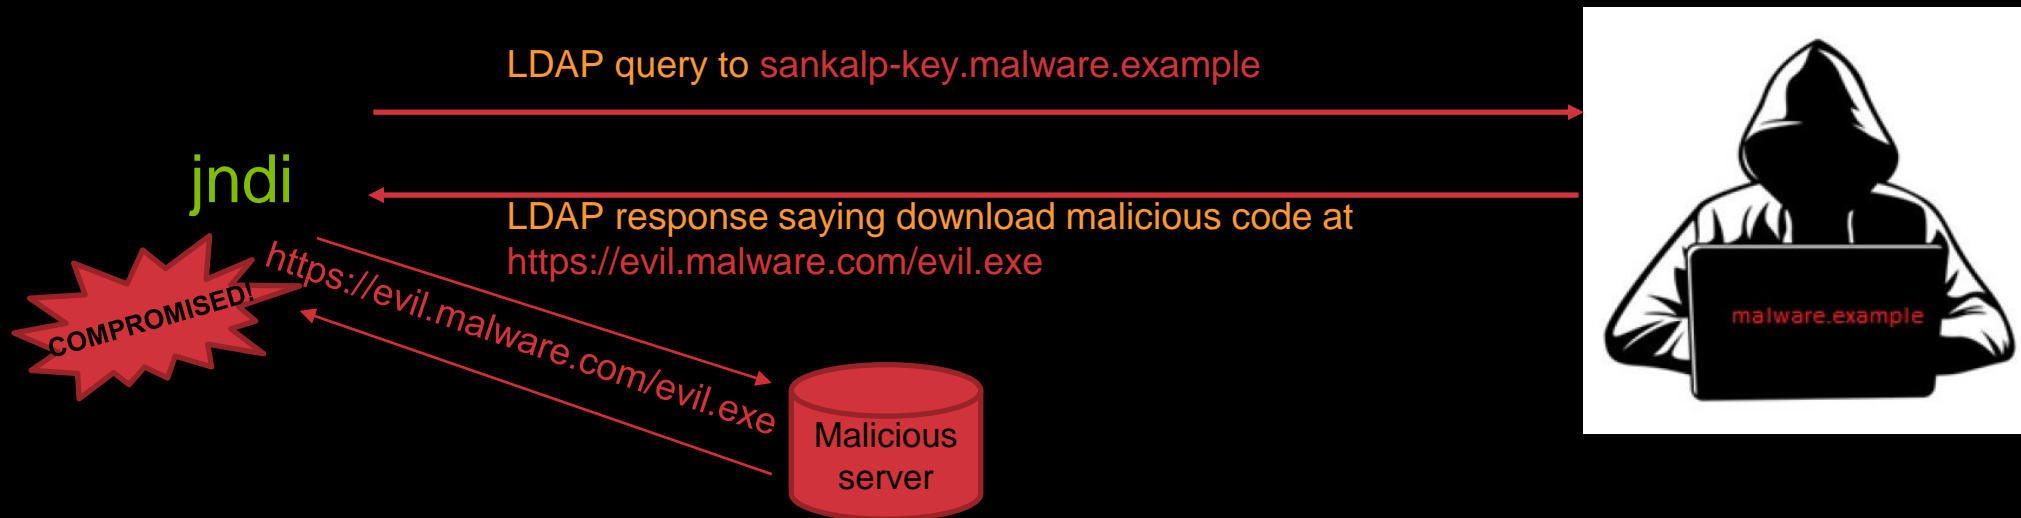 LDAP query to sankalp-key.malware.example
jndi
LDAP response saying download malicious code at
https://evil.malware.com/evil.exe
https://evil.malware.com/evil.exe
COMPROMISED!
malware.example
Malicious
server